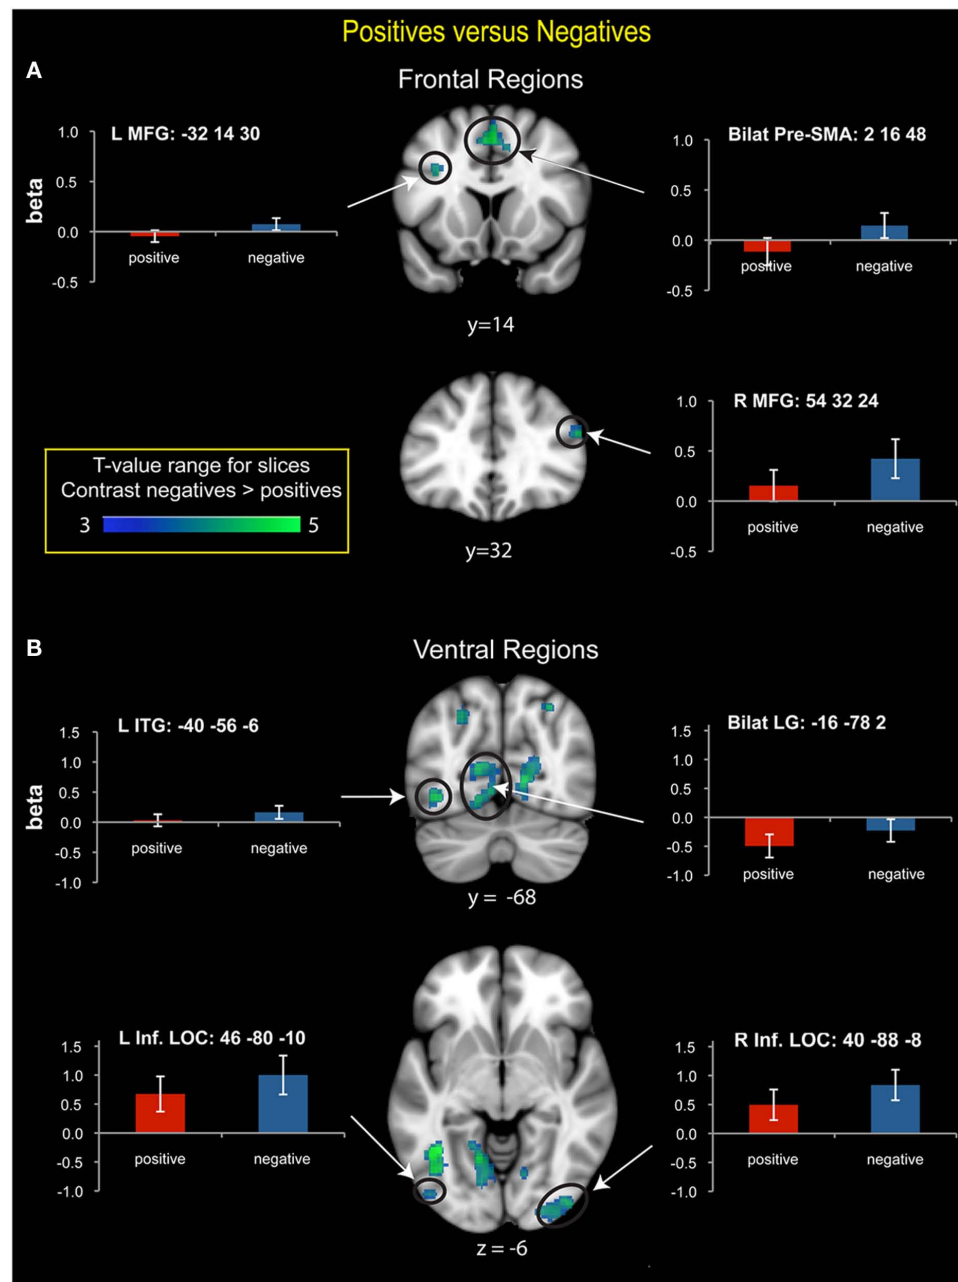 Positives versus Negatives
A
Frontal Regions
L MFG: -32 14 30
1.0
0.5
0.0
-0.5
beta
positive
negative
Bilat Pre-SMA: 2 16 48
1.0
0.5
0.0
-0.5
positive
negative
y=14
R MFG: 54 32 24
1.0
0.5
0.0
-0.5
positive
negative
T-value range for slices
Contrast negatives > positives
3
5
y=32
B
Ventral Regions
L ITG: -40 -56 -6
1.5
1.0
0.5
0.0
-0.5
-1.0
beta
positive
negative
Bilat LG: -16 -78 2
1.5
1.0
0.5
0.0
-0.5
-1.0
positive
negative
y = -68
L Inf. LOC: 46 -80 -10
1.5
1.0
0.5
0.0
-0.5
-1.0
positive
negative
R Inf. LOC: 40 -88 -8
1.5
1.0
0.5
0.0
-0.5
-1.0
positive
negative
z = -6